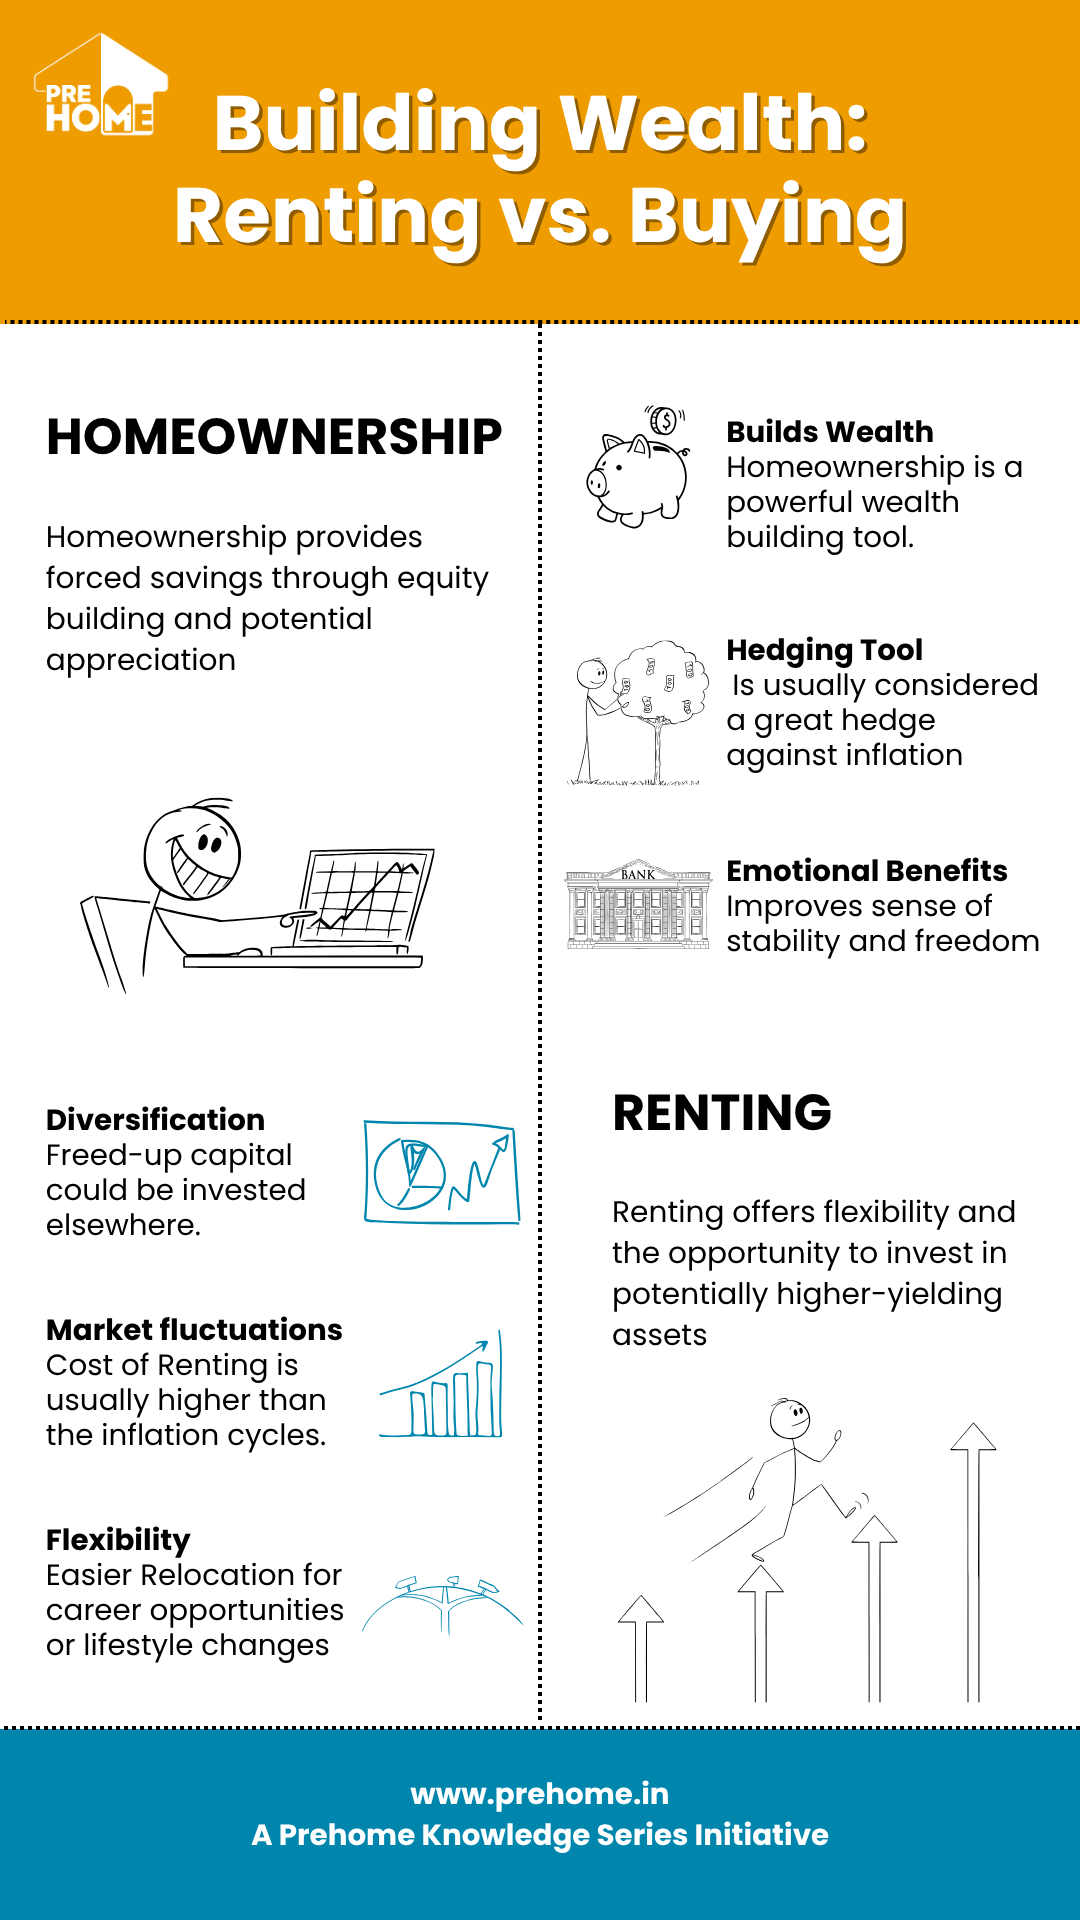 PRE
HOME
Building Wealth:
Renting vs. Buying
HOMEOWNERSHIP
Homeownership provides
forced savings through equity
building and potential
appreciation
Builds Wealth
Homeownership is a
powerful wealth
building tool.
Hedging Tool
Is usually considered
a great hedge
against inflation
BANK
Emotional Benefits
Improves sense of
stability and freedom
RENTING
Renting offers flexibility and
the opportunity to invest in
potentially higher-yielding
assets
Diversification
Freed-up capital
could be invested
elsewhere.
Market fluctuations
Cost of Renting is
usually higher than
the inflation cycles.
Flexibility
Easier Relocation for
career opportunities
or lifestyle changes
www.prehome.in
A Prehome Knowledge Series Initiative